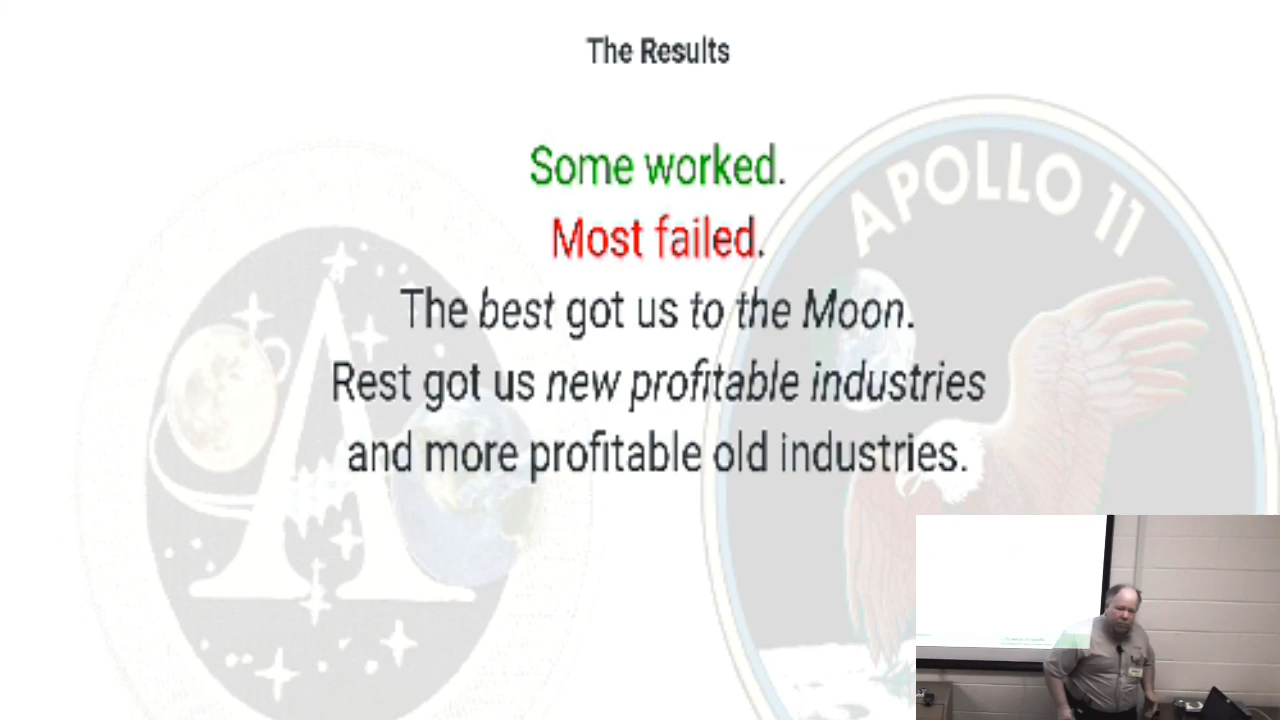 The Results
Some worked.
Most failed.
The best got us to the Moon.
Rest got us new profitable industries
and more profitable old industries.
APOLLO 11